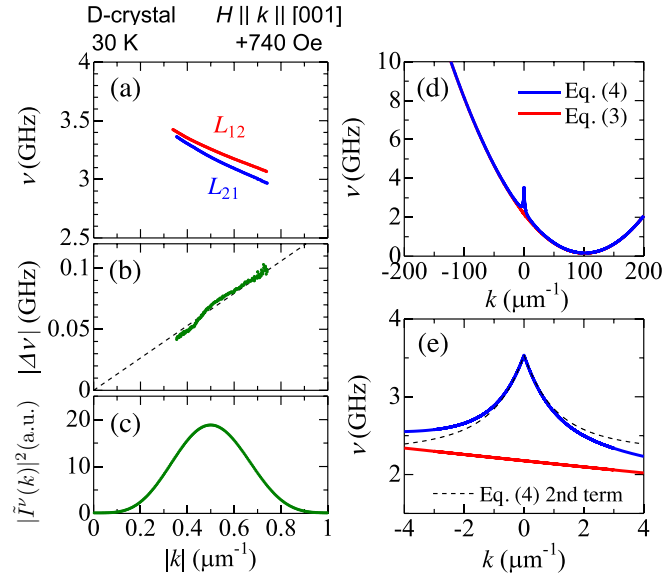 D-crystal H || k || [001]
30 K +740 Oe
(a)
ν (GHz)
4
3.5
3
2.5
L₁₂
L₂₁
(b)
|Δν| (GHz)
0.1
0.05
0
(c)
|Ĩ^ν(k)|² (a.u.)
20
10
0
0 0.2 0.4 0.6 0.8 1
|k| (μm⁻¹)
(d)
Eq. (4)
Eq. (3)
ν (GHz)
10
8
6
4
2
0
-200 -100 0 100 200
k (μm⁻¹)
(e)
ν (GHz)
4
3
2
Eq. (4) 2nd term
-4 -2 0 2 4
k (μm⁻¹)